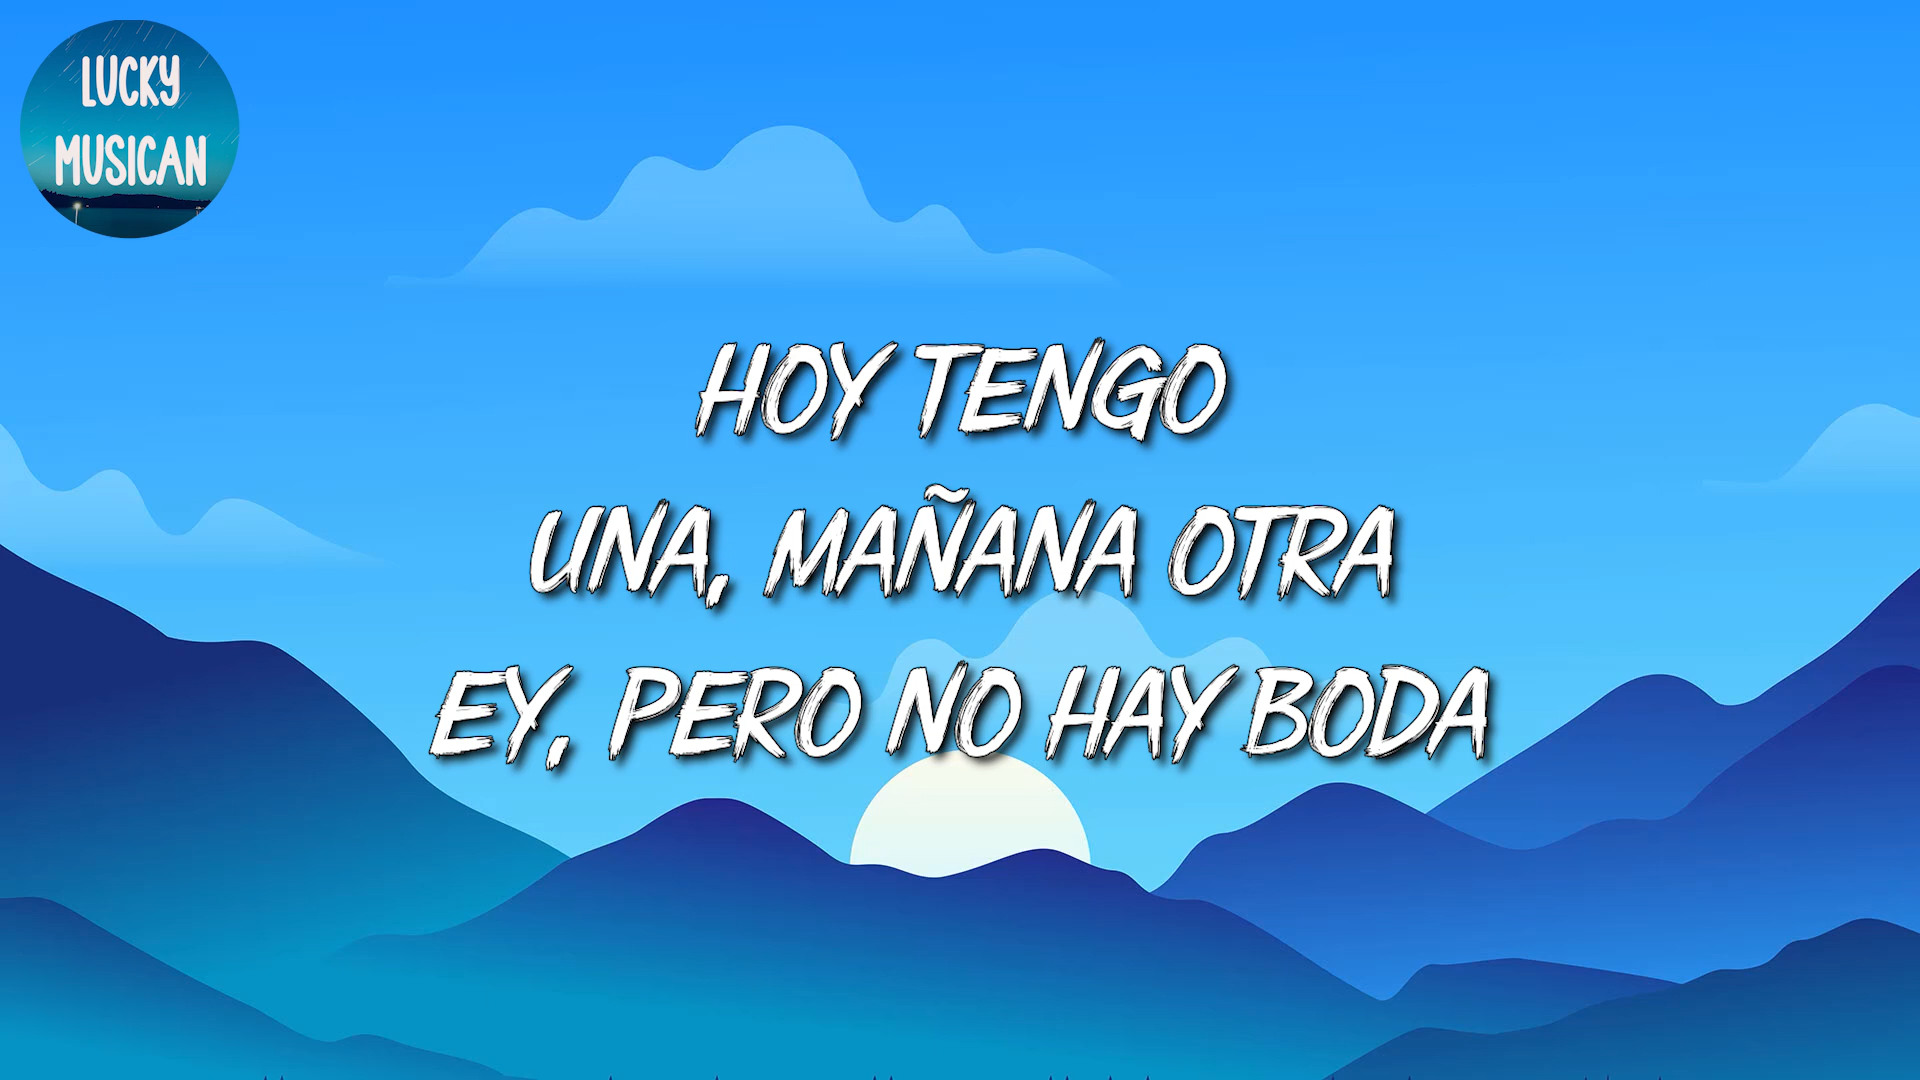 LUCKY
MUSICAN
HOY TENGO
UNA, MAÑANA OTRA
EY, PERO NO HAY BODA